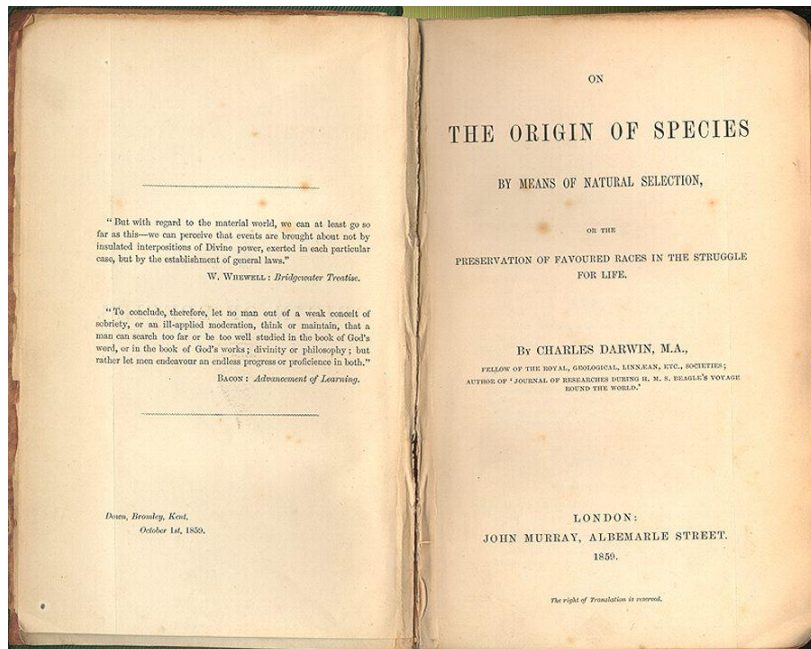 "But with regard to the material world, we can at least go so
far as this—we can perceive that events are brought about not by
insulated interpositions of Divine power, exerted in each particular
case, but by the establishment of general laws."
W. WHEWELL: Bridgewater Treatise.
"To conclude, therefore, let no man out of a weak conceit of
sobriety, or an ill-applied moderation, think or maintain, that a
man can search too far or be too well studied in the book of God's
word, or in the book of God's works; divinity or philosophy; but
rather let men endeavour an endless progress or proficience in both."
BACON: Advancement of Learning.
Down, Bromley, Kent,
October 1st, 1859.
ON
THE ORIGIN OF SPECIES
BY MEANS OF NATURAL SELECTION,
OR THE
PRESERVATION OF FAVOURED RACES IN THE STRUGGLE
FOR LIFE.
BY CHARLES DARWIN, M.A.,
FELLOW OF THE ROYAL, GEOLOGICAL, LINNÆAN, ETC., SOCIETIES;
AUTHOR OF 'JOURNAL OF RESEARCHES DURING H. M. S. BEAGLE'S VOYAGE
ROUND THE WORLD.'
LONDON:
JOHN MURRAY, ALBEMARLE STREET.
1859.
The right of Translation is reserved.